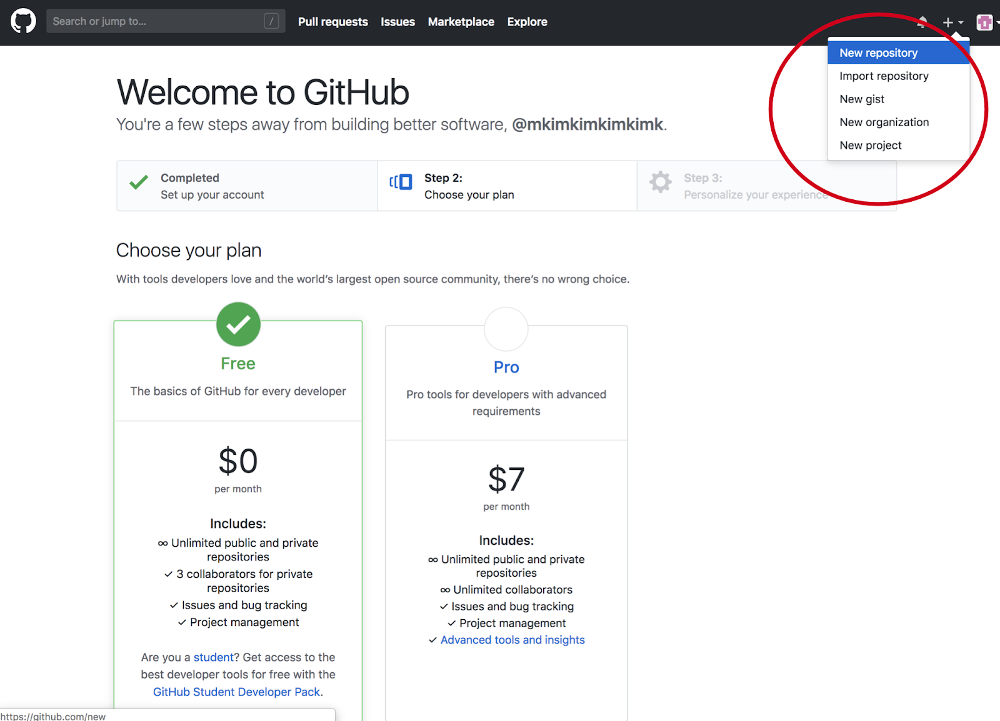 Search or jump to...
/
Pull requests Issues Marketplace Explore
New repository
Import repository
New gist
New organization
New project
Welcome to GitHub
You're a few steps away from building better software, @mkimkimkimkimk.
Completed
Set up your account
Step 2:
Choose your plan
Step 3:
Personalize your experience
Choose your plan
With tools developers love and the world's largest open source community, there's no wrong choice.
Free
The basics of GitHub for every developer
$0
per month
Includes:
∞ Unlimited public and private
repositories
✓ 3 collaborators for private
repositories
✓ Issues and bug tracking
✓ Project management
Are you a student? Get access to the
best developer tools for free with the
GitHub Student Developer Pack.
Pro
Pro tools for developers with advanced
requirements
$7
per month
Includes:
∞ Unlimited public and private
repositories
∞ Unlimited collaborators
✓ Issues and bug tracking
✓ Project management
✓ Advanced tools and insights
https://github.com/new